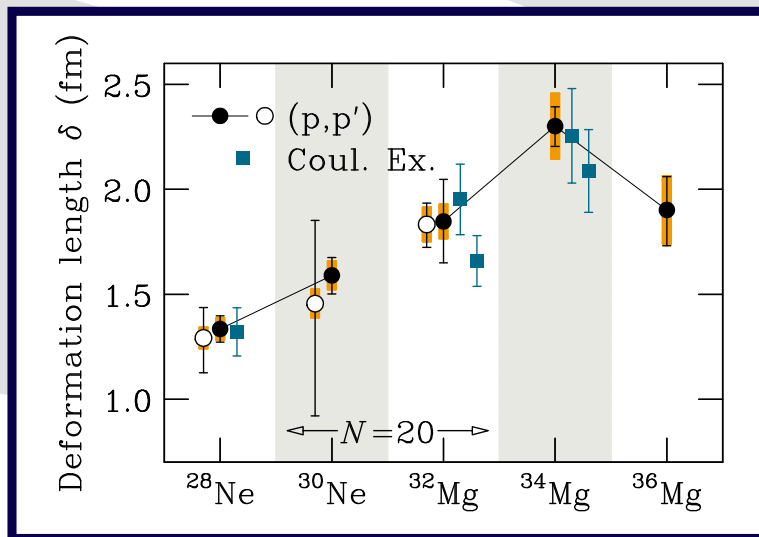 Deformation length δ (fm)
2.5
2.0
1.5
1.0
(p,p′)
Coul. Ex.
N=20
²⁸Ne ³⁰Ne ³²Mg ³⁴Mg ³⁶Mg